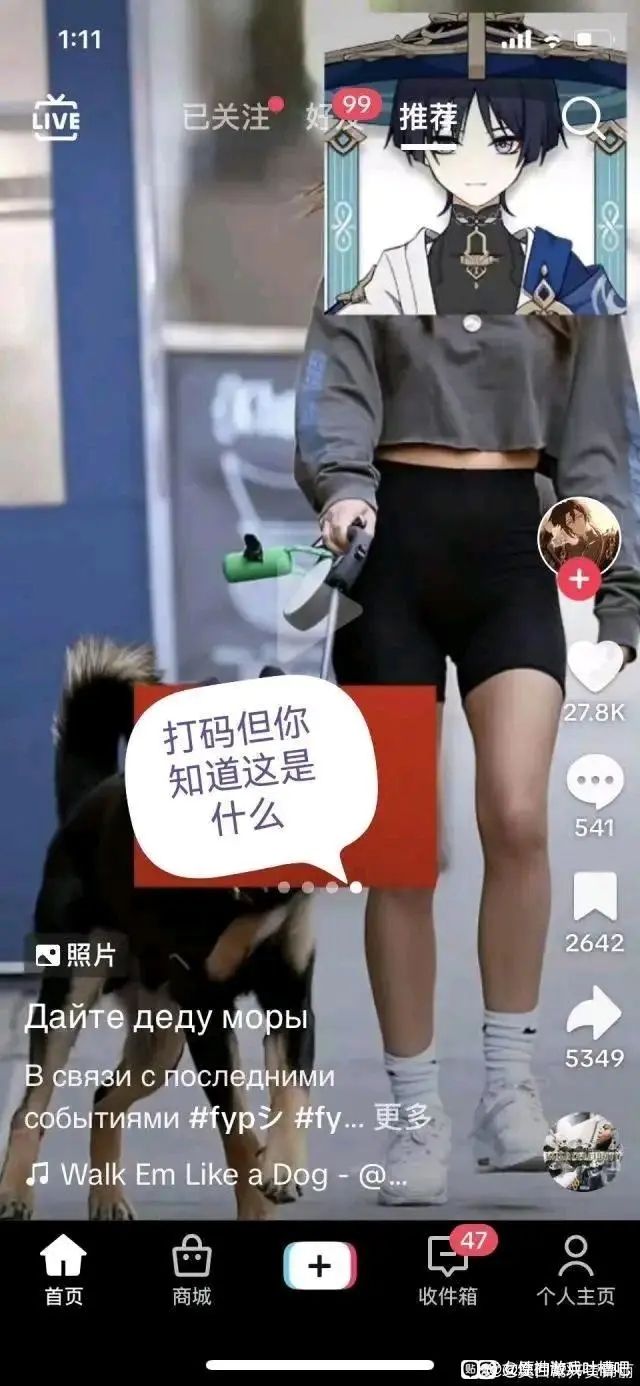 1:11
LIVE
已关注
好友
99
推荐
打码但你
知道这是
什么
27.8K
541
2642
5349
照片
Дайте деду моры
В связи с последними
событиями #fypシ #fy... 更多
Walk Em Like a Dog - @...
首页
商城
47
收件箱
个人主页